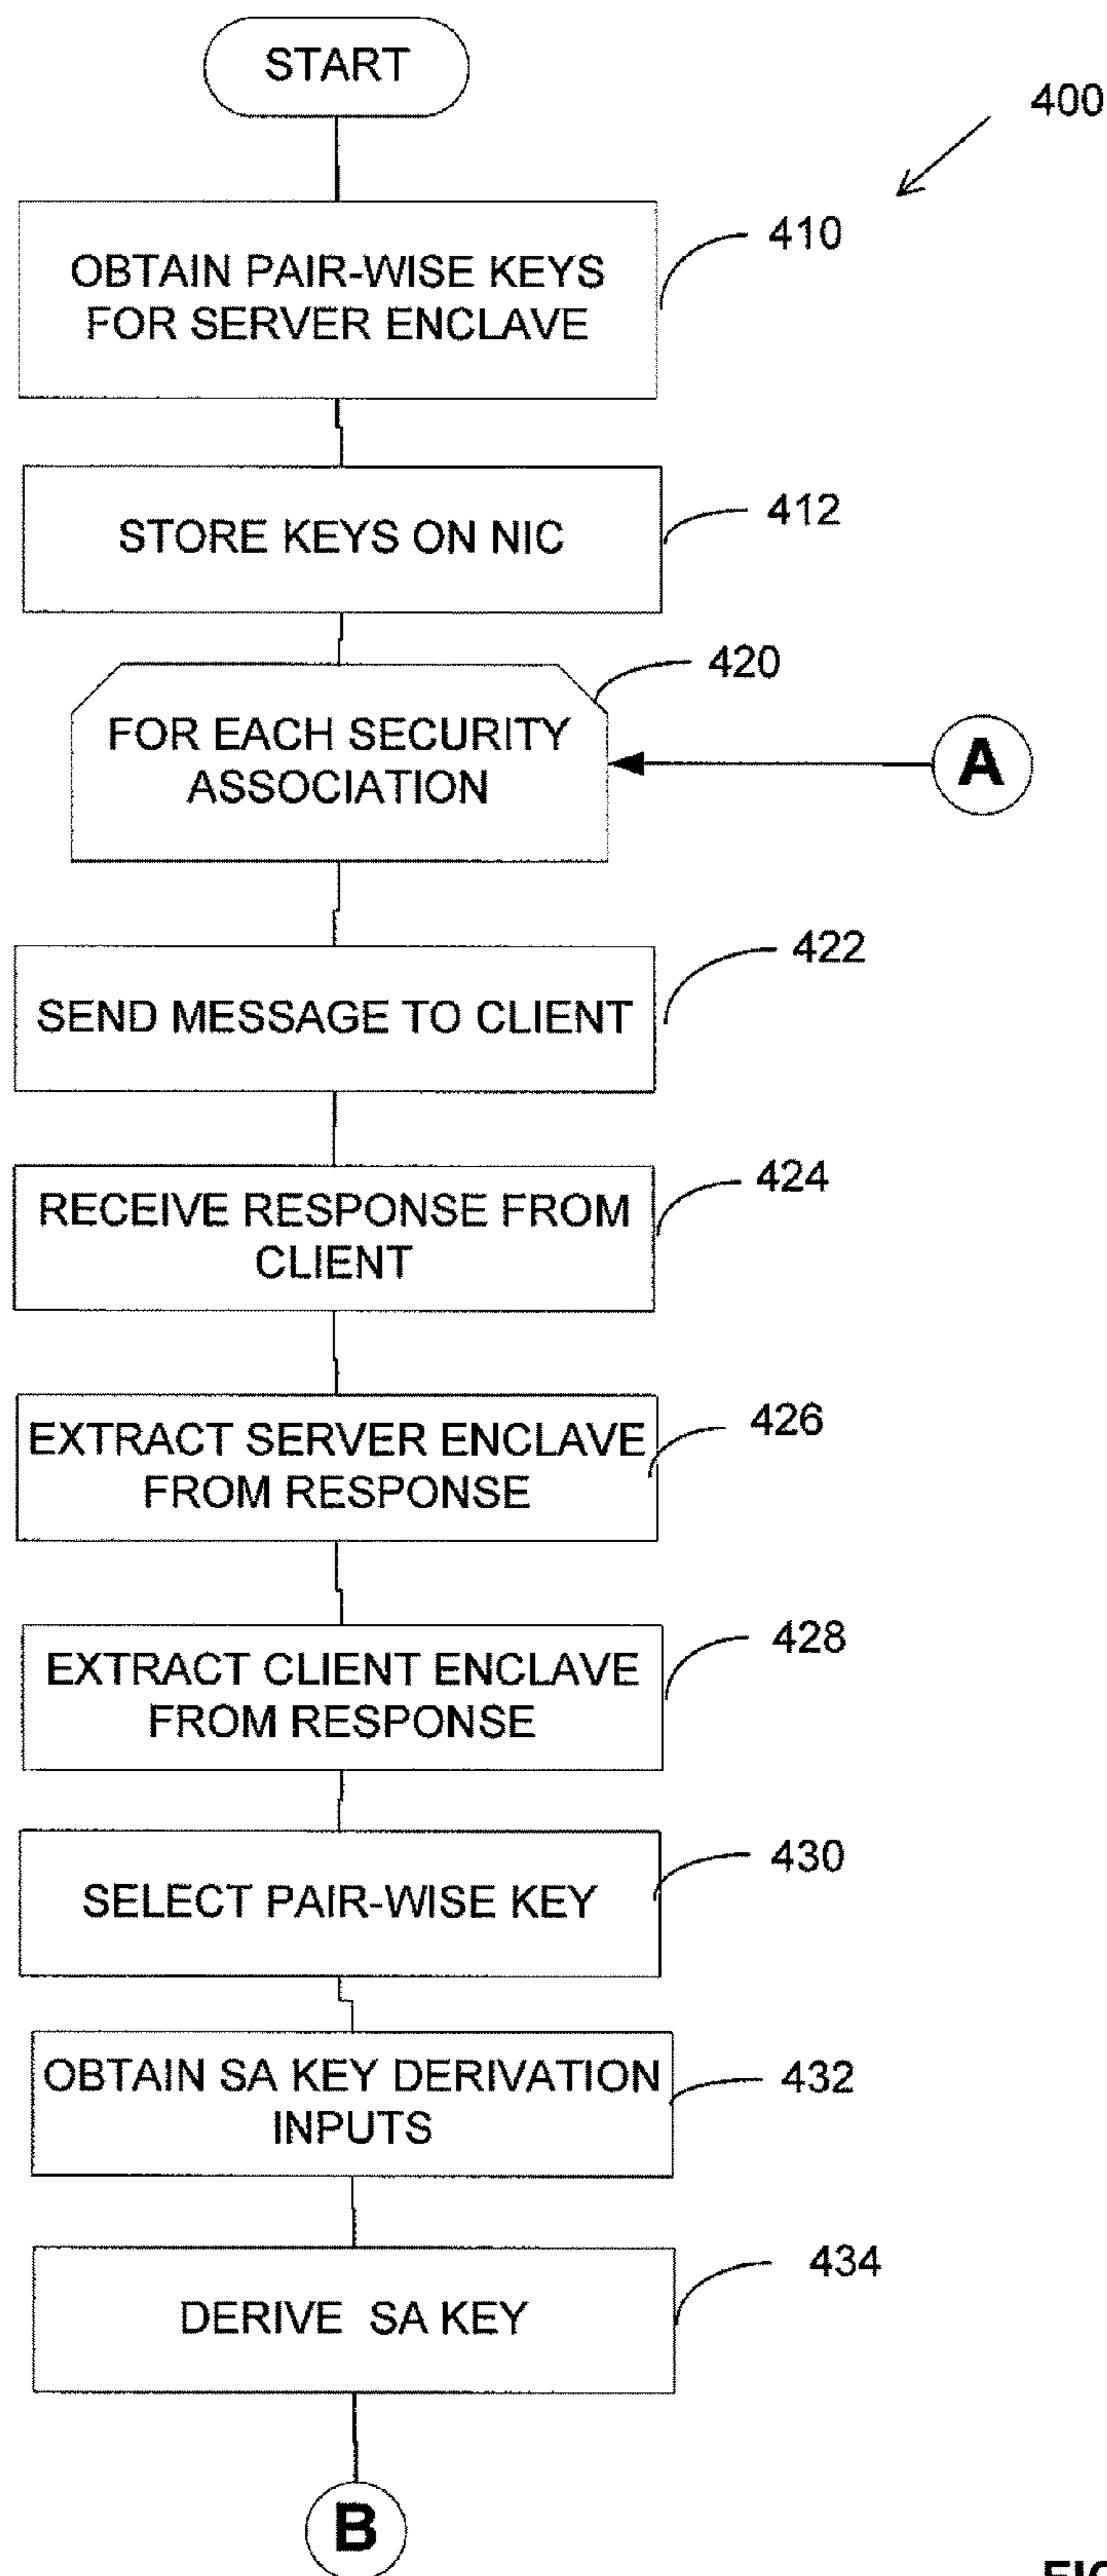 START
400
410
OBTAIN PAIR-WISE KEYS
FOR SERVER ENCLAVE
412
STORE KEYS ON NIC
420
FOR EACH SECURITY
ASSOCIATION
A
422
SEND MESSAGE TO CLIENT
424
RECEIVE RESPONSE FROM
CLIENT
426
EXTRACT SERVER ENCLAVE
FROM RESPONSE
428
EXTRACT CLIENT ENCLAVE
FROM RESPONSE
430
SELECT PAIR-WISE KEY
432
OBTAIN SA KEY DERIVATION
INPUTS
434
DERIVE SA KEY
B